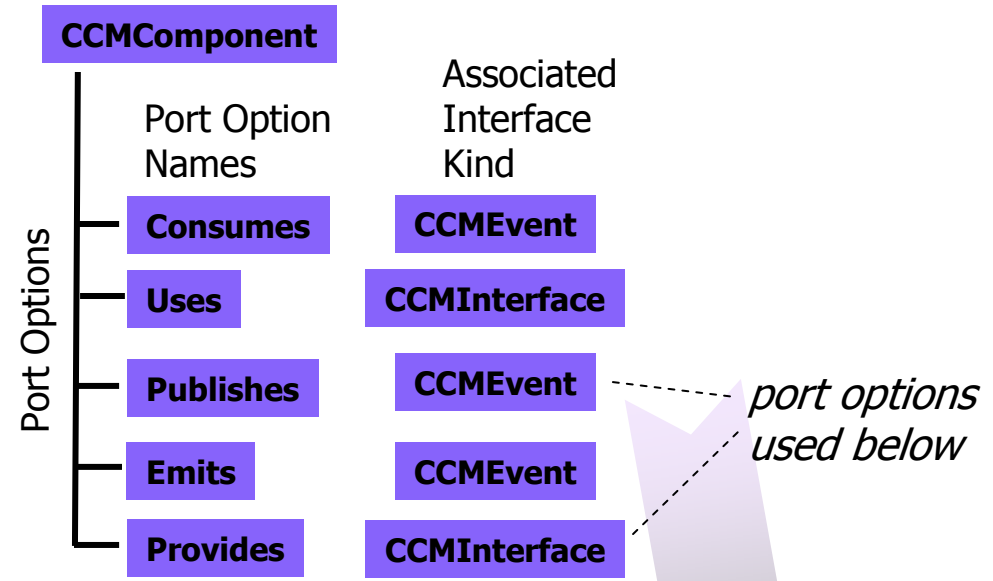 CCMComponent
Port Option
Names
Associated
Interface
Kind
Port Options
Consumes
CCMEvent
Uses
CCMInterface
Publishes
CCMEvent
Emits
CCMEvent
Provides
CCMInterface
port options
used below